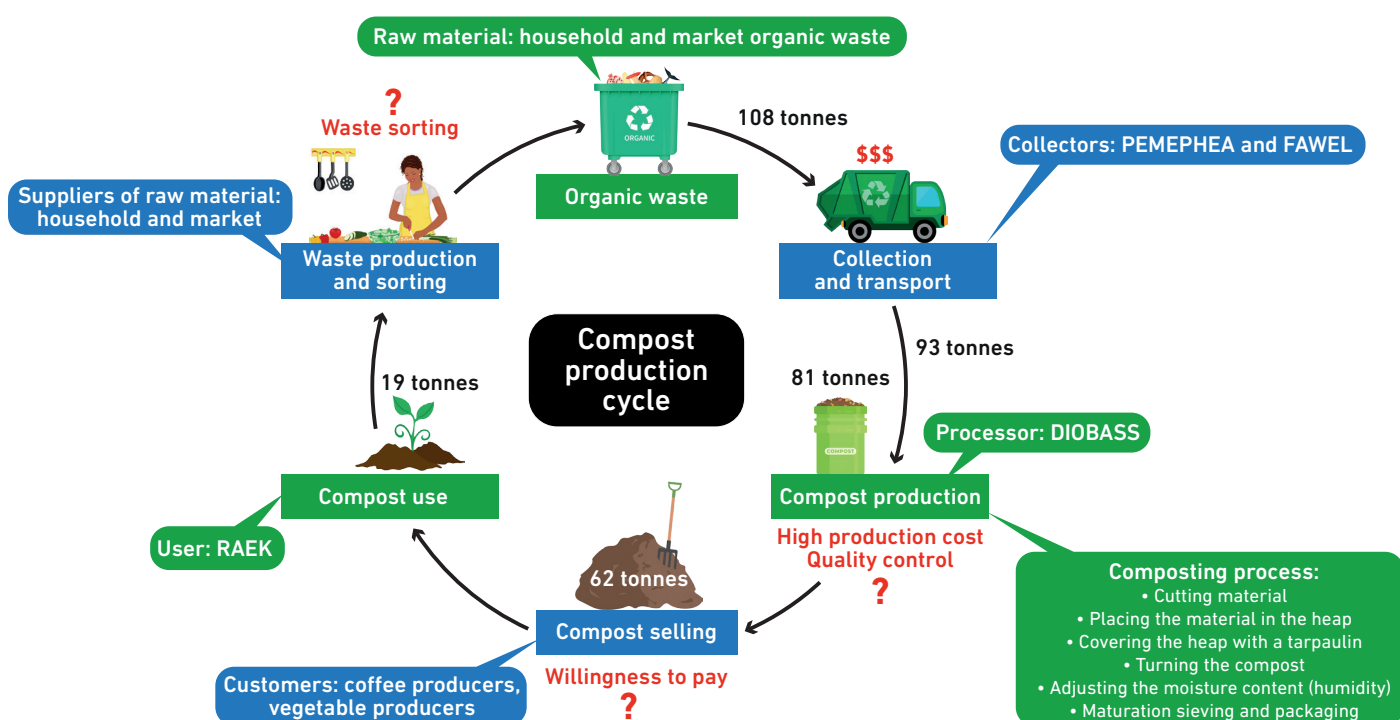 Raw material: household and market organic waste
?
Waste sorting
ORGANIC
108 tonnes
$$$
Collectors: PEMEPHEA and FAWEL
Suppliers of raw material:
household and market
Organic waste
Waste production
and sorting
Collection
and transport
Compost
production
cycle
93 tonnes
19 tonnes
81 tonnes
COMPOST
Processor: DIOBASS
Compost use
Compost production
User: RAEK
High production cost
Quality control
?
62 tonnes
Compost selling
Willingness to pay
?
Customers: coffee producers,
vegetable producers
Composting process:
• Cutting material
• Placing the material in the heap
• Covering the heap with a tarpaulin
• Turning the compost
• Adjusting the moisture content (humidity)
• Maturation sieving and packaging